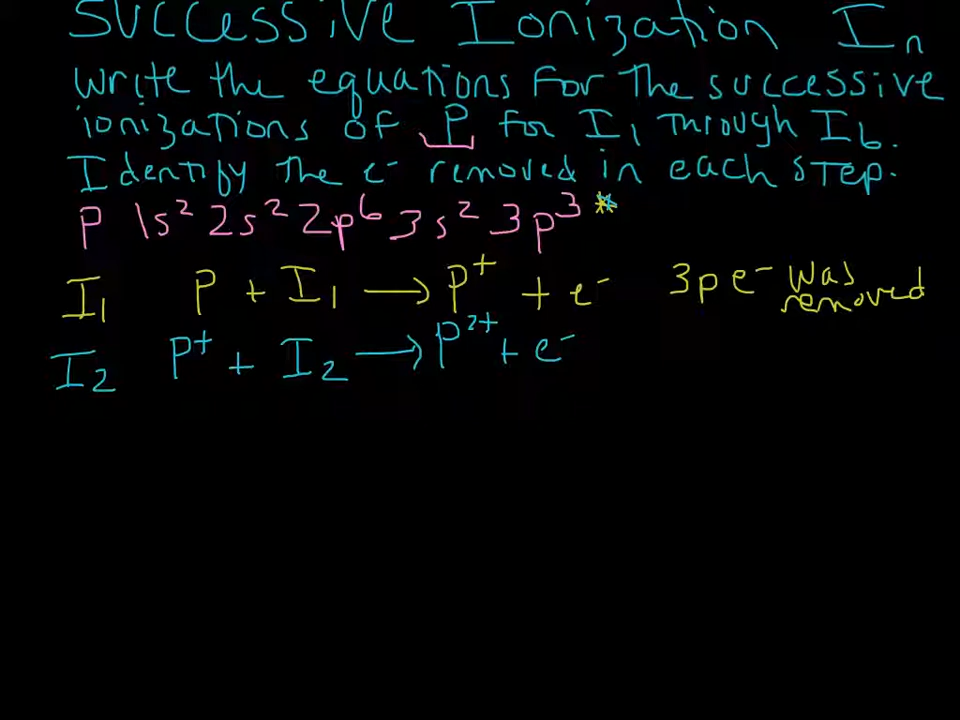 Successive Ionization Iₙ
Write the equations for the successive
ionizations of P for I₁ through I₆.
Identify the e⁻ removed in each step.
P 1s² 2s² 2p⁶ 3s² 3p³ **
I₁ P + I₁ → P⁺ + e⁻ 3p e⁻ was removed
I₂ P⁺ + I₂ → P²⁺ + e⁻